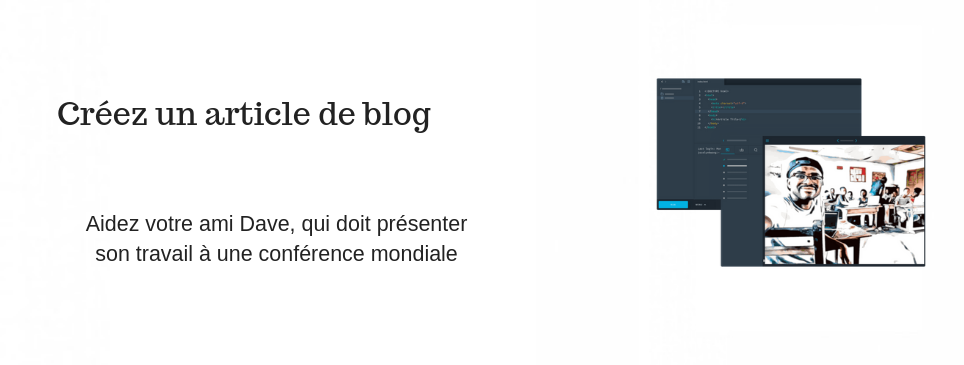 Créez un article de blog
Aidez votre ami Dave, qui doit présenter
son travail à une conférence mondiale